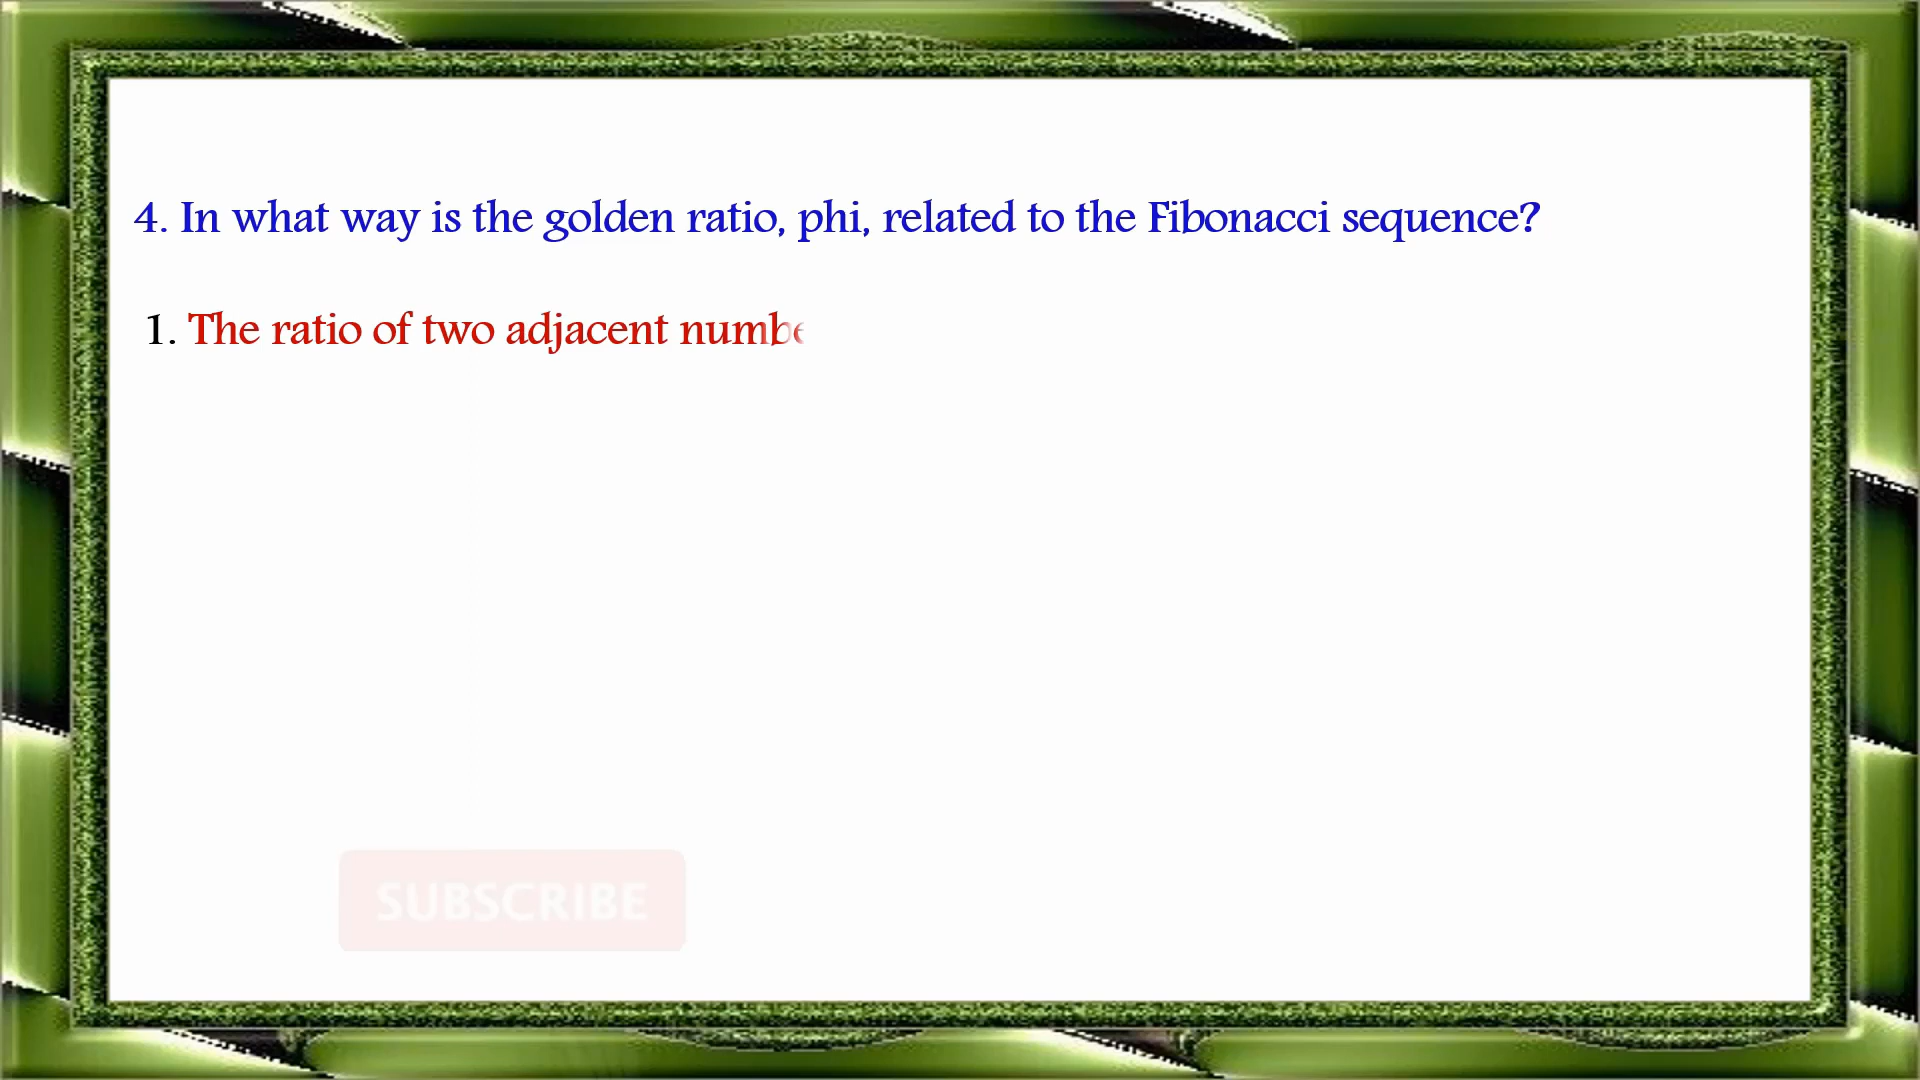 4. In what way is the golden ratio, phi, related to the Fibonacci sequence?
1. The ratio of two adjacent numbe
SUBSCRIBE